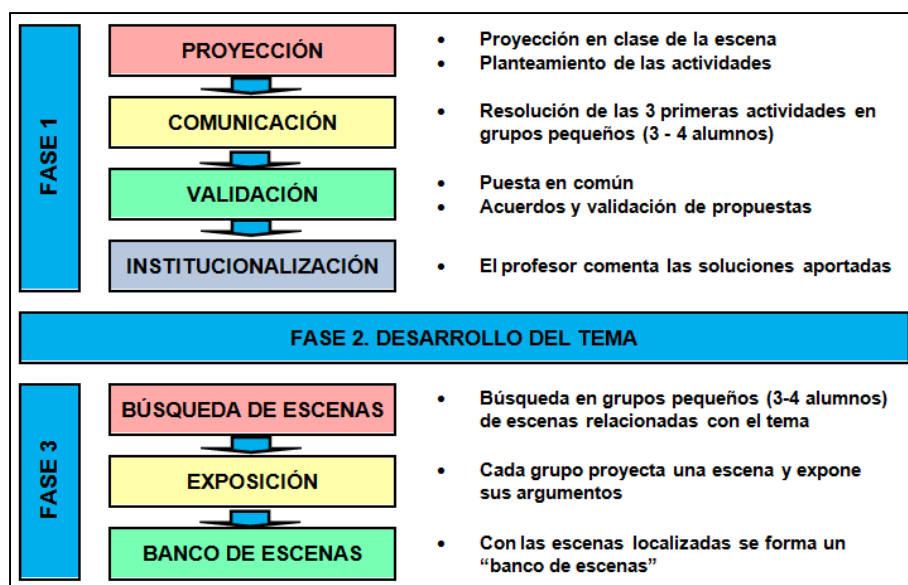 FASE 1
PROYECCIÓN
• Proyección en clase de la escena
• Planteamiento de las actividades
COMUNICACIÓN
• Resolución de las 3 primeras actividades en
grupos pequeños (3 - 4 alumnos)
VALIDACIÓN
• Puesta en común
• Acuerdos y validación de propuestas
INSTITUCIONALIZACIÓN
• El profesor comenta las soluciones aportadas
FASE 2. DESARROLLO DEL TEMA
FASE 3
BÚSQUEDA DE ESCENAS
• Búsqueda en grupos pequeños (3-4 alumnos)
de escenas relacionadas con el tema
EXPOSICIÓN
• Cada grupo proyecta una escena y expone
sus argumentos
BANCO DE ESCENAS
• Con las escenas localizadas se forma un
“banco de escenas”